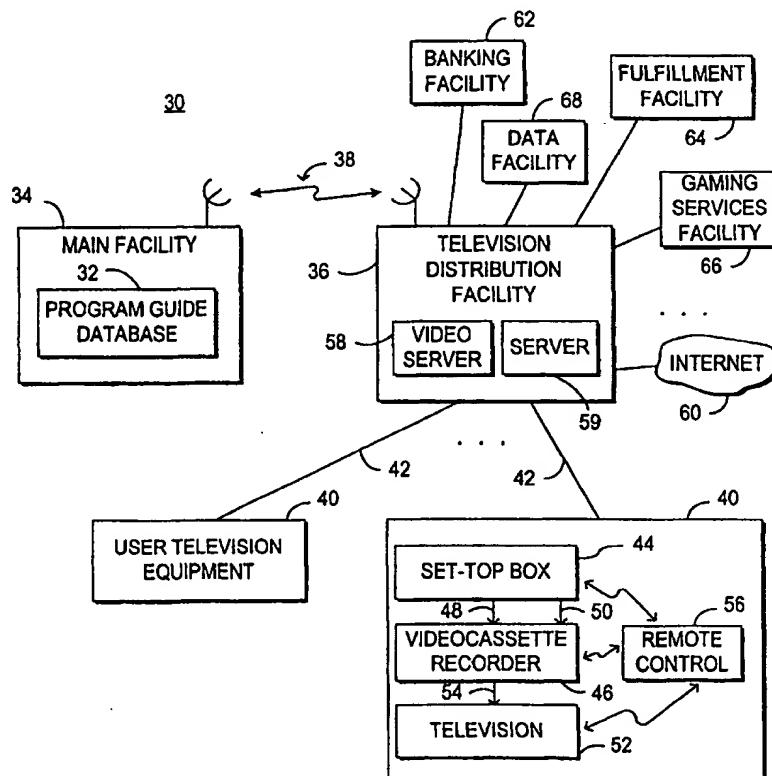 62
BANKING
FACILITY
FULFILLMENT
FACILITY
64
30
68
DATA
FACILITY
38
GAMING
SERVICES
FACILITY
66
34
MAIN FACILITY
32
PROGRAM GUIDE
DATABASE
36
TELEVISION
DISTRIBUTION
FACILITY
58
VIDEO
SERVER
SERVER
59
. . .
INTERNET
60
. . .
42
42
40
USER TELEVISION
EQUIPMENT
40
44
SET-TOP BOX
48
50
56
VIDEOCASSETTE
RECORDER
REMOTE
CONTROL
54
46
TELEVISION
52